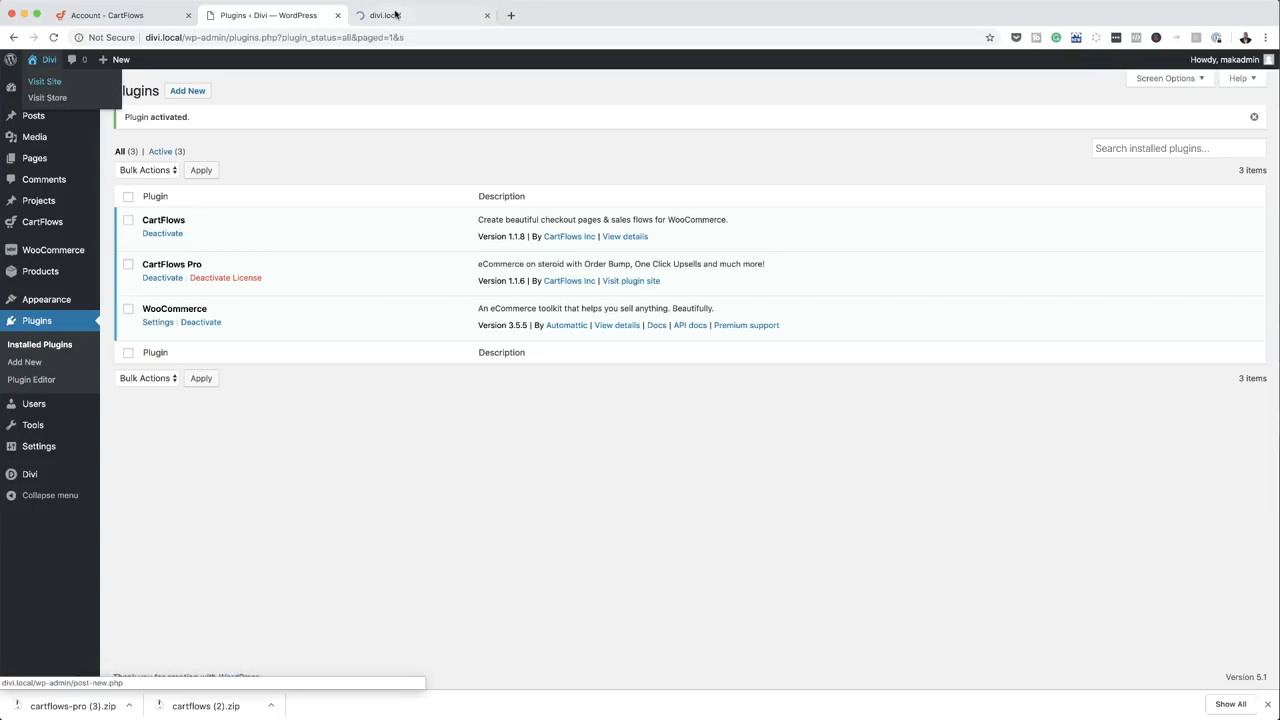 Account - CartFlows
Plugins ‹ Divi — WordPress
divi.local
Not Secure
divi.local/wp-admin/plugins.php?plugin_status=all&paged=1&s
Divi
0
New
Howdy, makadmin
Visit Site
Visit Store
Posts
Media
Pages
Comments
Projects
CartFlows
WooCommerce
Products
Appearance
Plugins
Installed Plugins
Add New
Plugin Editor
Users
Tools
Settings
Divi
Collapse menu
lugins
Add New
Screen Options
Help
Plugin activated.
All (3) | Active (3)
Search installed plugins...
Bulk Actions
Apply
3 items
Plugin
Description
CartFlows
Create beautiful checkout pages & sales flows for WooCommerce.
Deactivate
Version 1.1.8 | By CartFlows Inc | View details
CartFlows Pro
eCommerce on steroid with Order Bump, One Click Upsells and much more!
Deactivate | Deactivate License
Version 1.1.6 | By CartFlows Inc | Visit plugin site
WooCommerce
An eCommerce toolkit that helps you sell anything. Beautifully.
Settings | Deactivate
Version 3.5.5 | By Automattic | View details | Docs | API docs | Premium support
Plugin
Description
Bulk Actions
Apply
3 items
Thank you for creating with WordPress.
Version 5.1
divi.local/wp-admin/post-new.php
cartflows-pro (3).zip
cartflows (2).zip
Show All